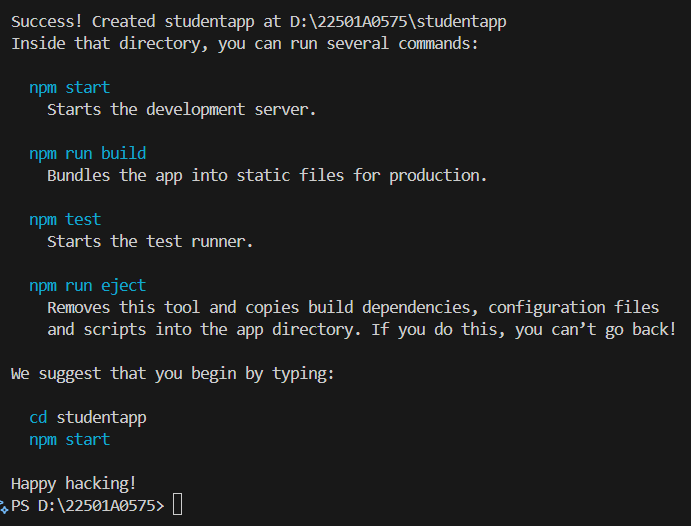 Success! Created studentapp at D:\22501A0575\studentapp
Inside that directory, you can run several commands:
npm start
Starts the development server.
npm run build
Bundles the app into static files for production.
npm test
Starts the test runner.
npm run eject
Removes this tool and copies build dependencies, configuration files
and scripts into the app directory. If you do this, you can’t go back!
We suggest that you begin by typing:
cd studentapp
npm start
Happy hacking!
PS D:\22501A0575>